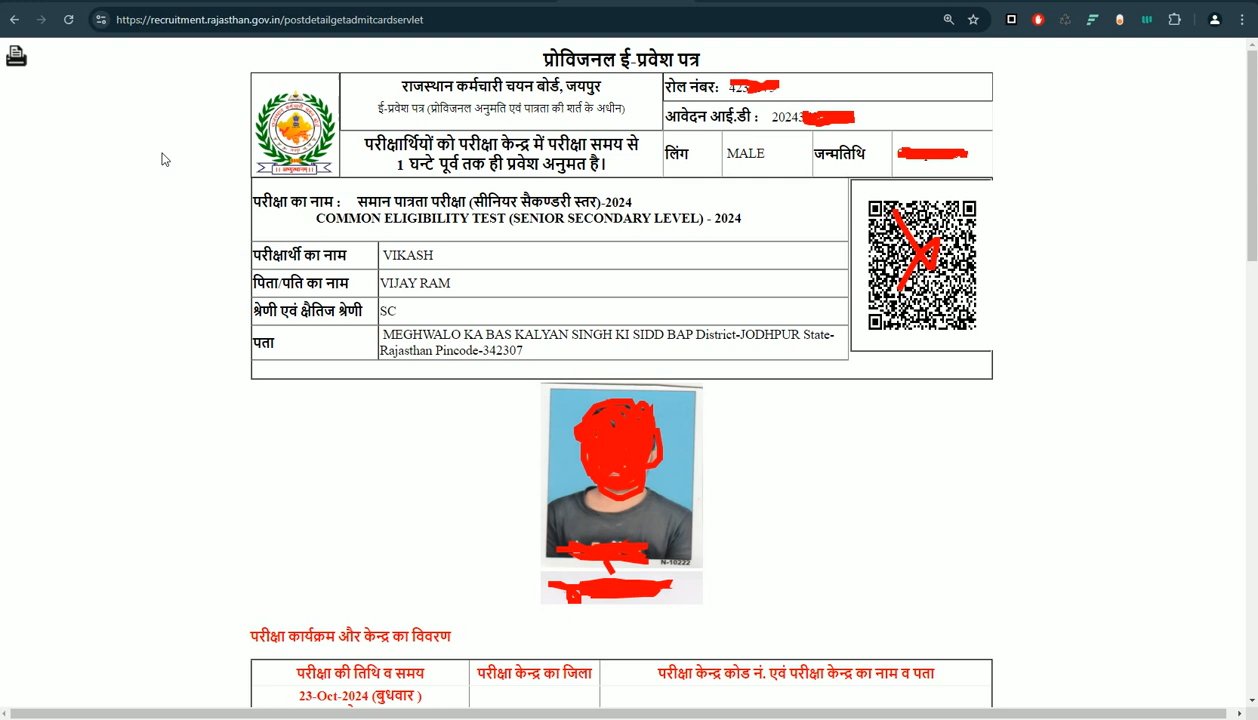 https://recruitment.rajasthan.gov.in/postdetailgetadmitcardservlet
प्रोविजनल ई-प्रवेश पत्र
राजस्थान कर्मचारी चयन बोर्ड, जयपुर
ई-प्रवेश पत्र (प्रोविजनल अनुमति एवं पात्रता की शर्त के अधीन)
रोल नंबर:
आवेदन आई.डी :
परीक्षार्थियों को परीक्षा केन्द्र में परीक्षा समय से
1 घन्टे पूर्व तक ही प्रवेश अनुमत है।
लिंग MALE जन्मतिथि
परीक्षा का नाम : समान पात्रता परीक्षा (सीनियर सैकण्डरी स्तर)-2024
COMMON ELIGIBILITY TEST (SENIOR SECONDARY LEVEL) - 2024
परीक्षार्थी का नाम VIKASH
पिता/पति का नाम VIJAY RAM
श्रेणी एवं क्षैतिज श्रेणी SC
पता MEGHWALO KA BAS KALYAN SINGH KI SIDD BAP District-JODHPUR State-
Rajasthan Pincode-342307
N-10222
परीक्षा कार्यक्रम और केन्द्र का विवरण
परीक्षा की तिथि व समय परीक्षा केन्द्र का जिला परीक्षा केन्द्र कोड नं. एवं परीक्षा केन्द्र का नाम व पता
23-Oct-2024 (बुधवार )